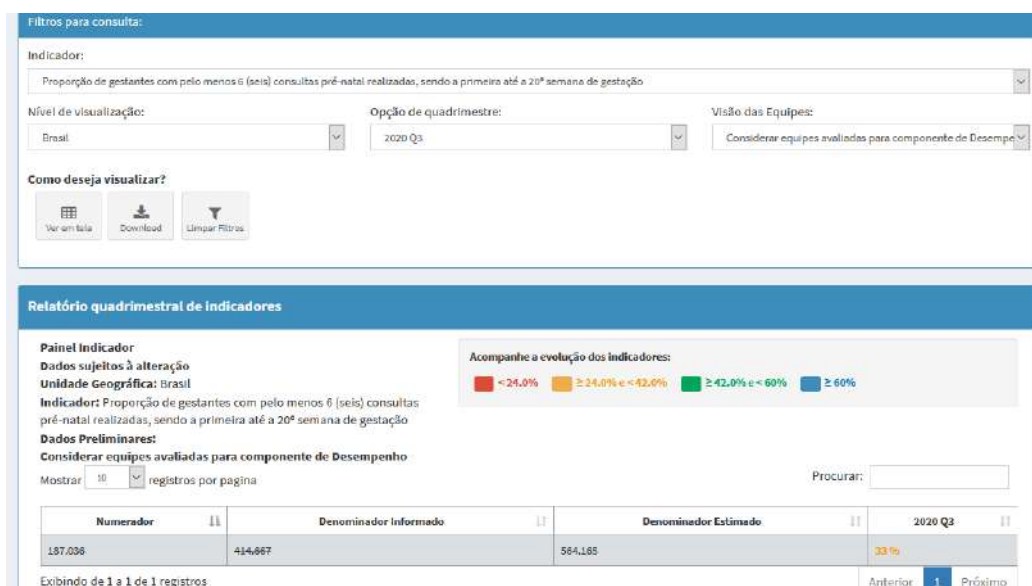 Filtros para consulta:
Indicador:
Proporção de gestantes com pelo menos 6 (seis) consultas pré-natal realizadas, sendo a primeira até a 20ª semana de gestação
Nível de visualização: Opção de quadrimestre: Visão das Equipes:
Brasil 2020 Q3 Considerar equipes avaliadas para componente de Desempe
Como deseja visualizar?
Ver em tela Download Limpar Filtros
Relatório quadrimestral de indicadores
Painel Indicador
Dados sujeitos à alteração
Unidade Geográfica: Brasil
Indicador: Proporção de gestantes com pelo menos 6 (seis) consultas
pré-natal realizadas, sendo a primeira até a 20ª semana de gestação
Dados Preliminares:
Considerar equipes avaliadas para componente de Desempenho
Acompanhe a evolução dos indicadores:
<24.0% ≥24.0% e <42.0% ≥42.0% e < 60% ≥ 60%
Mostrar 10 registros por pagina Procurar:
Numerador Denominador Informado Denominador Estimado 2020 Q3
187.036 414.667 564.165 33 %
Exibindo de 1 a 1 de 1 registros Anterior 1 Próximo